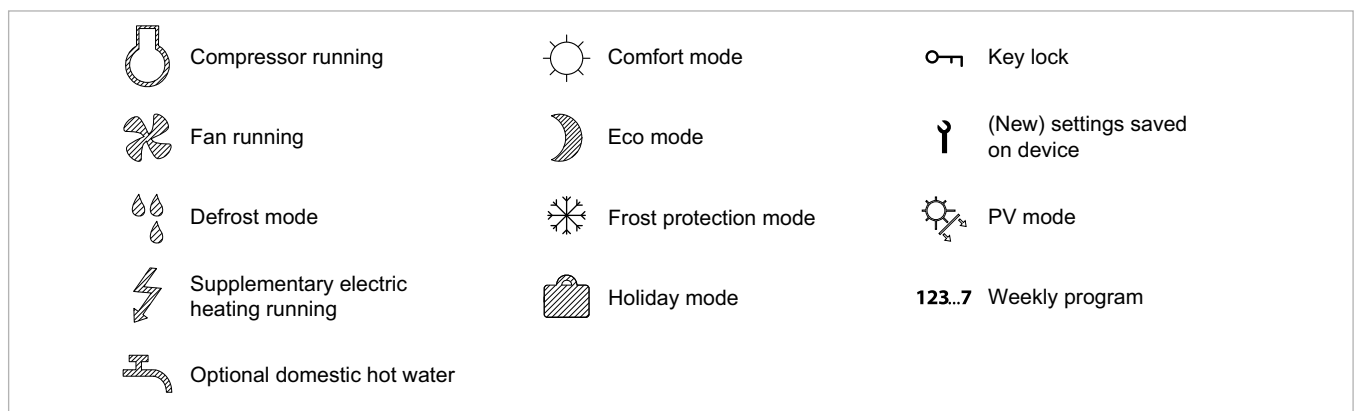 Compressor running
Fan running
Defrost mode
Supplementary electric
heating running
Optional domestic hot water
Comfort mode
Eco mode
Frost protection mode
Holiday mode
Key lock
(New) settings saved
on device
PV mode
123...7 Weekly program